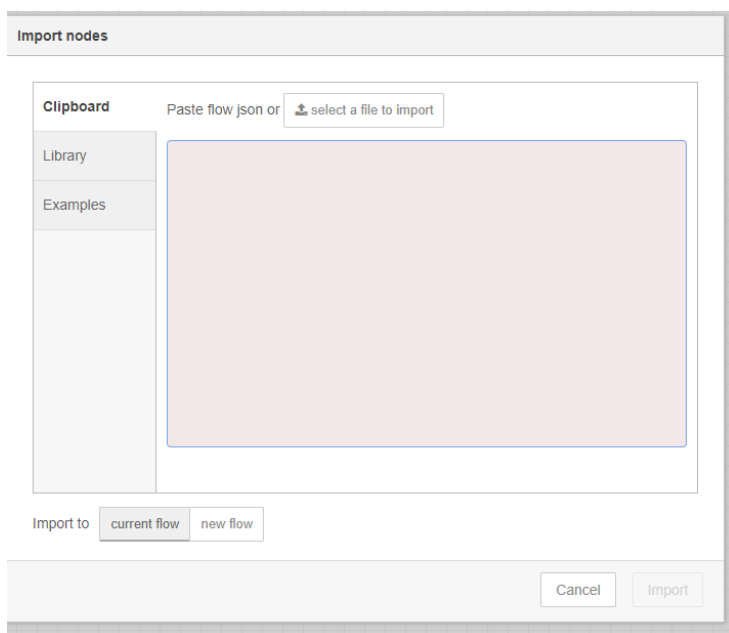 Import nodes
Clipboard
Paste flow json or select a file to import
Library
Examples
Import to current flow new flow
Cancel Import